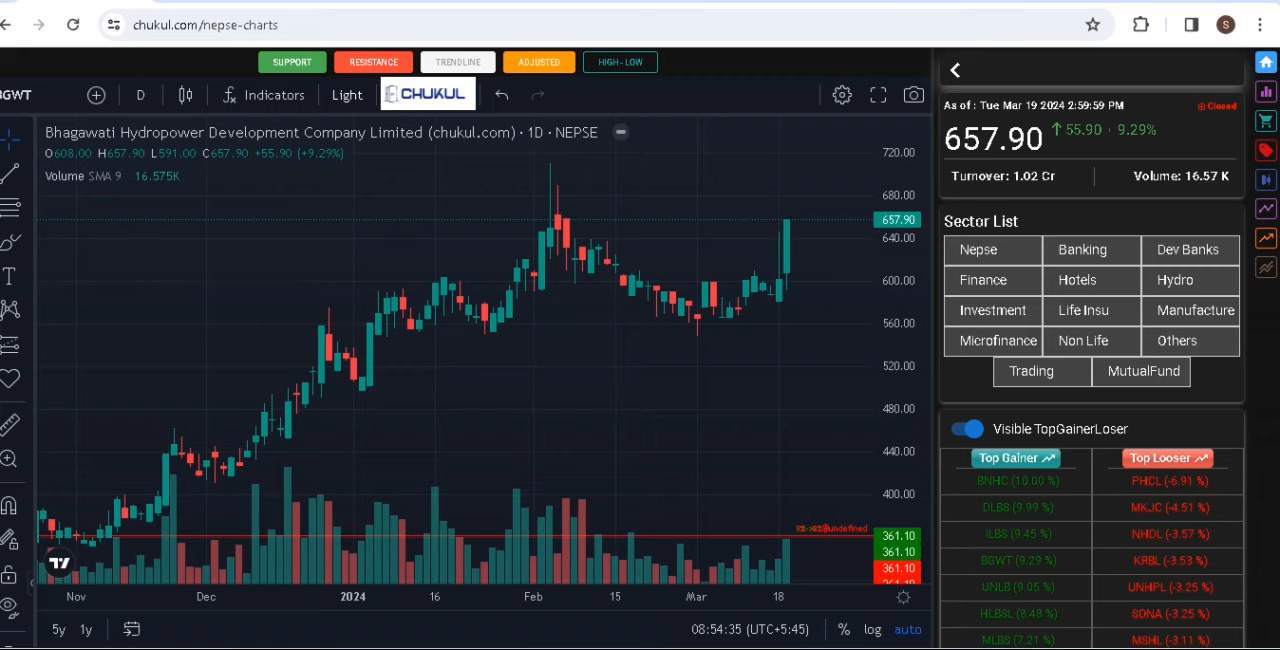 chukul.com/nepse-charts
S
SUPPORT RESISTANCE TRENDLINE ADJUSTED HIGH-LOW
BGWT D Indicators Light CHUKUL
Bhagawati Hydropower Development Company Limited (chukul.com) · 1D · NEPSE
O608.00 H657.90 L591.00 C657.90 +55.90 (+9.29%)
Volume SMA 9 16.575K
720.00
680.00
657.90
640.00
600.00
560.00
520.00
480.00
440.00
400.00
361.10
361.10
361.10
Nov Dec 2024 16 Feb 15 Mar 18
5y 1y 08:54:35 (UTC+5:45) % log auto
As of : Tue Mar 19 2024 2:59:59 PM Closed
657.90 55.90 · 9.29%
Turnover: 1.02 Cr Volume: 16.57 K
Sector List
Nepse Banking Dev Banks
Finance Hotels Hydro
Investment Life Insu Manufacture
Microfinance Non Life Others
Trading MutualFund
Visible TopGainerLoser
Top Gainer Top Looser
BNHC (10.00 %) PHCL (-6.91 %)
DLBS (9.99 %) MKJC (-4.51 %)
ILBS (9.45 %) NHDL (-3.57 %)
BGWT (9.29 %) KRBL (-3.53 %)
UNLB (9.05 %) UNHPL (-3.25 %)
HLBSL (8.48 %) SONA (-3.25 %)
MLBS (7.21 %) MSHL (-3.11 %)